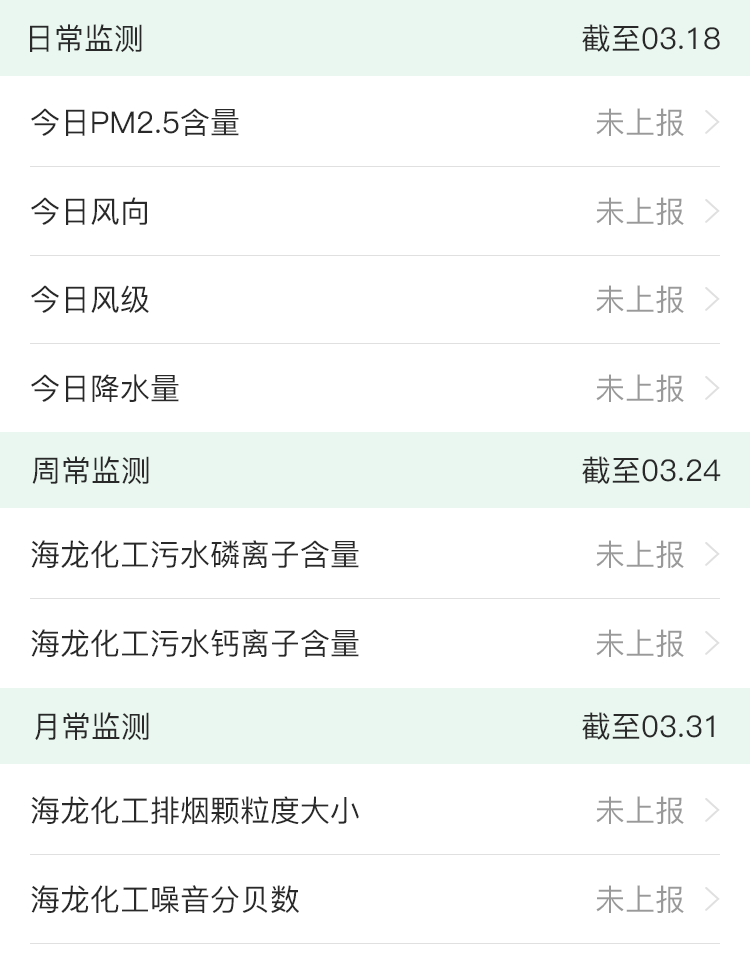 日常监测 截至03.18
今日PM2.5含量 未上报
今日风向 未上报
今日风级 未上报
今日降水量 未上报
周常监测 截至03.24
海龙化工污水磷离子含量 未上报
海龙化工污水钙离子含量 未上报
月常监测 截至03.31
海龙化工排烟颗粒度大小 未上报
海龙化工噪音分贝数 未上报